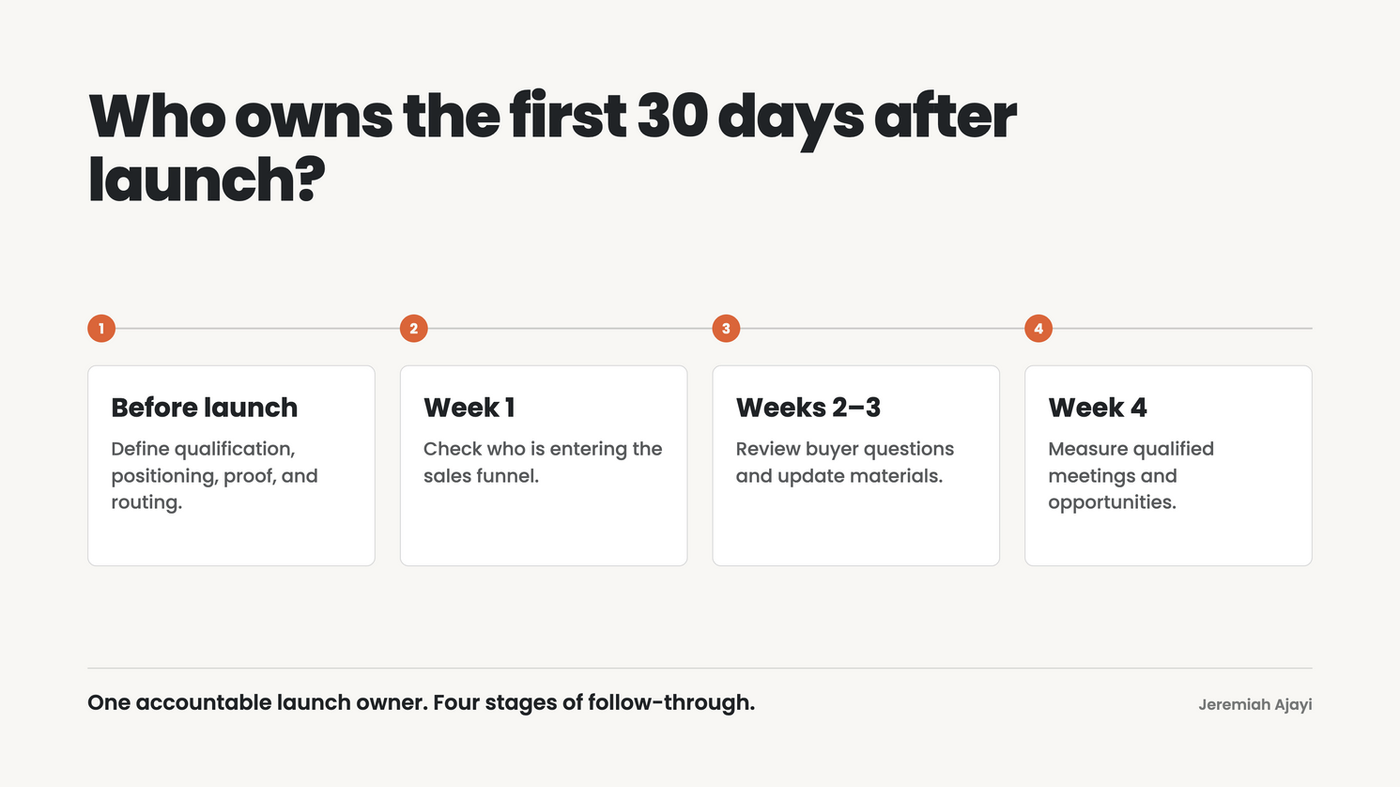 Who owns the first 30 days after
launch?
1
2
3
4
Before launch
Define qualification,
positioning, proof, and
routing.
Week 1
Check who is entering the
sales funnel.
Weeks 2–3
Review buyer questions
and update materials.
Week 4
Measure qualified
meetings and
opportunities.
One accountable launch owner. Four stages of follow-through.
Jeremiah Ajayi